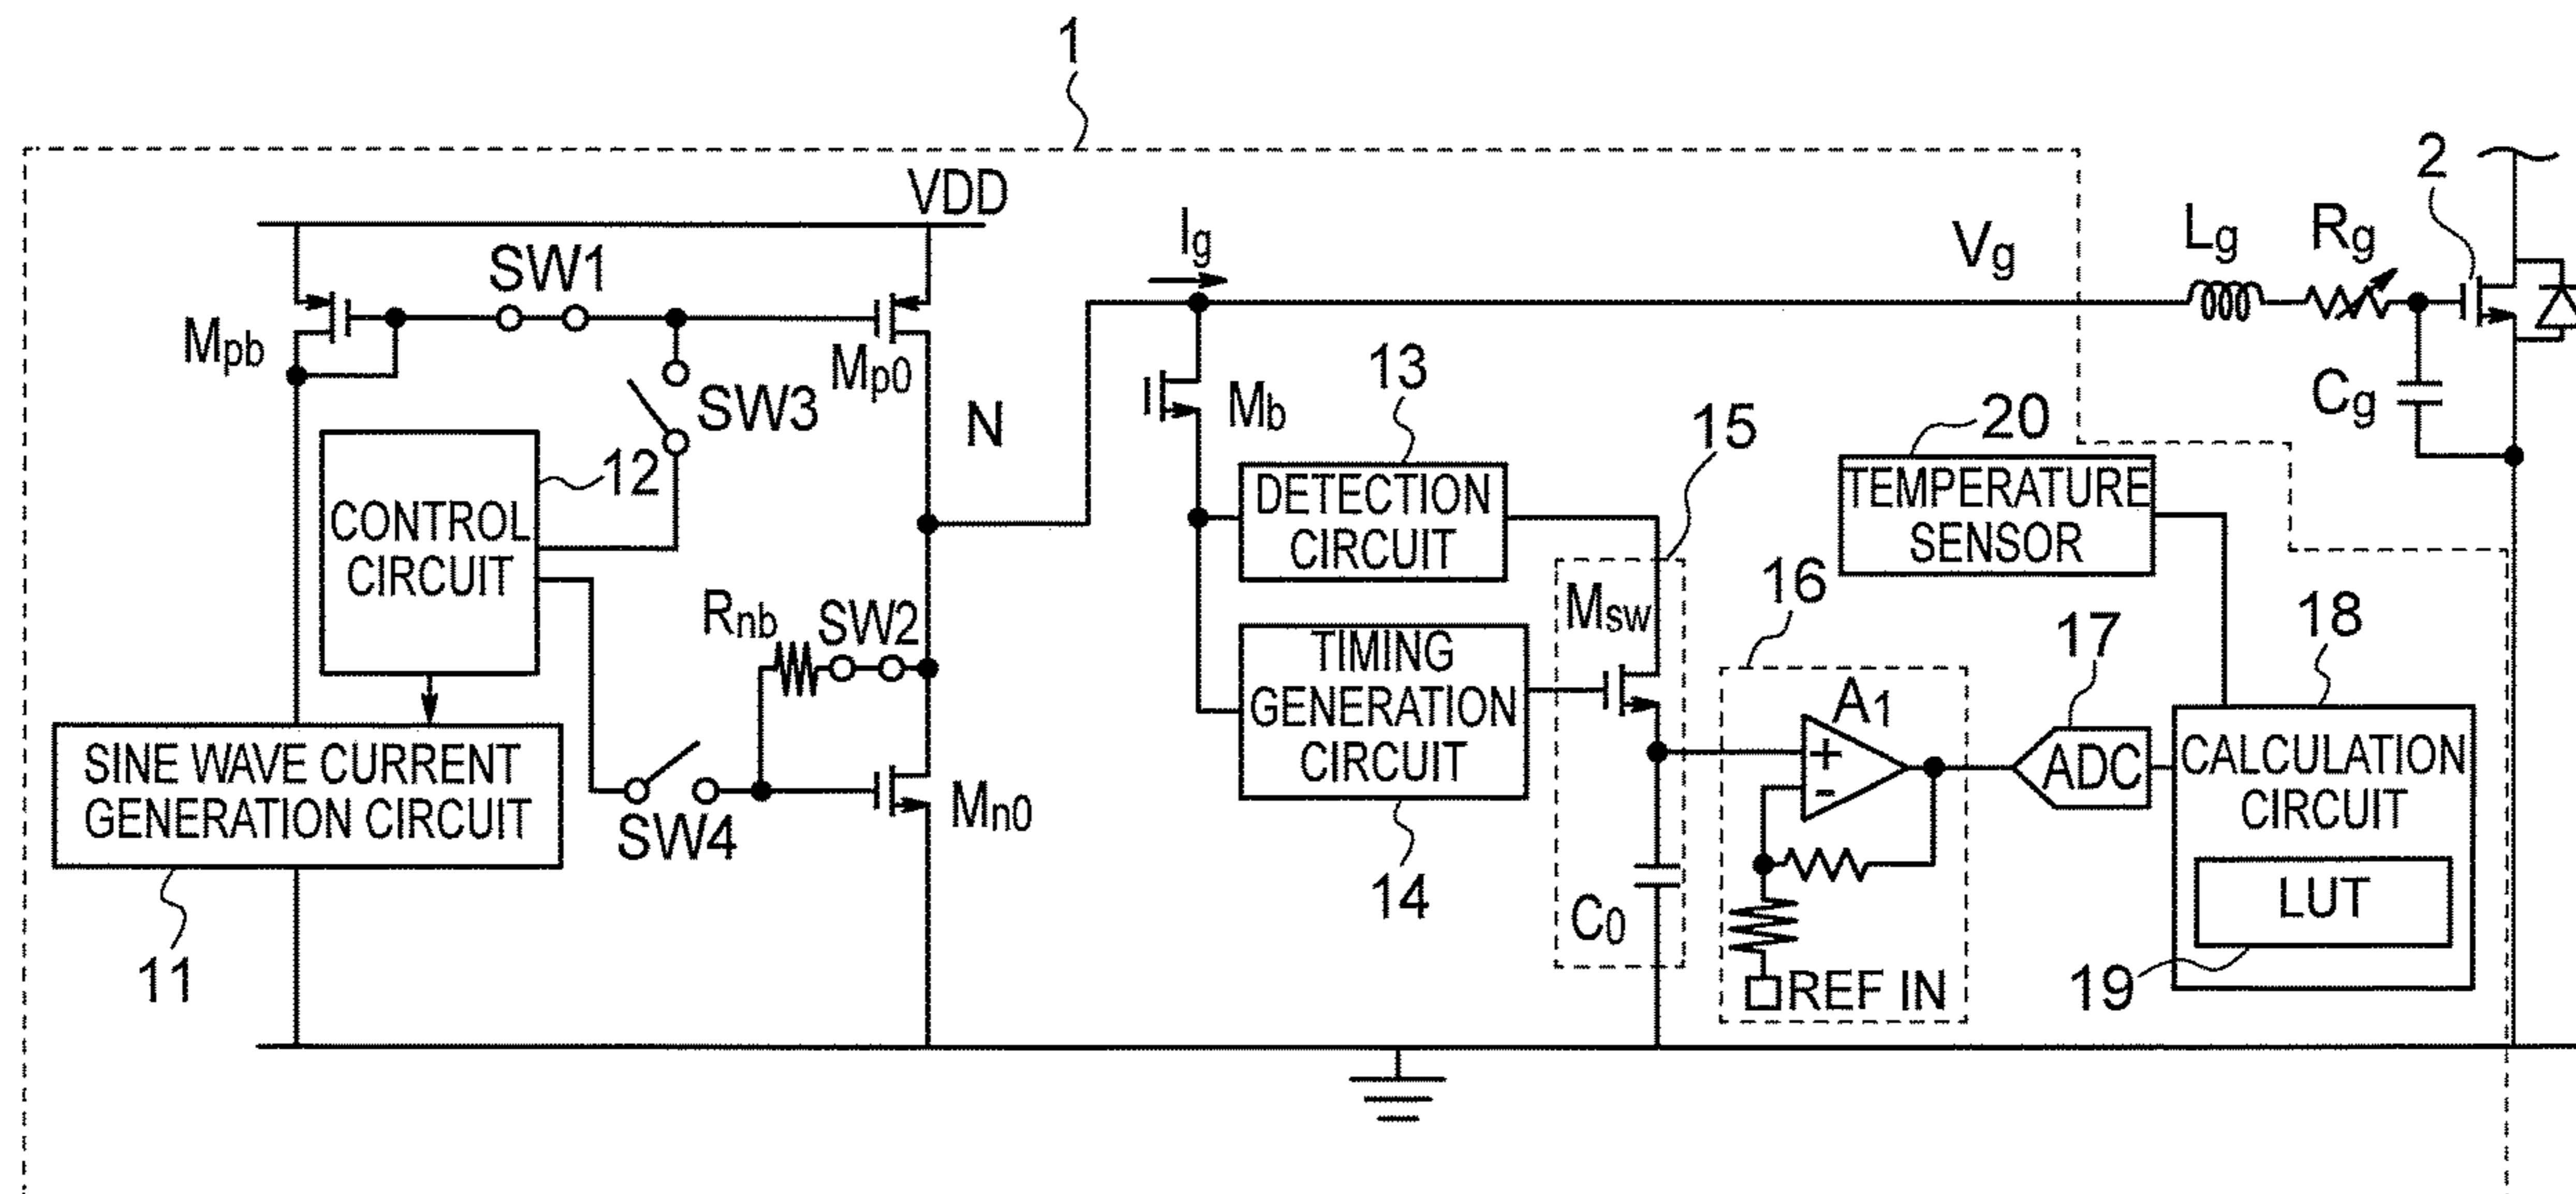 1
VDD
SW1
Mpb
Mp0
SW3
N
12
CONTROL
CIRCUIT
Rnb
SW2
SW4
Mn0
SINE WAVE CURRENT
GENERATION CIRCUIT
11
Ig
Vg
Lg
Rg
2
Cg
Mb
13
DETECTION
CIRCUIT
15
Msw
TIMING
GENERATION
CIRCUIT
14
C0
16
A1
REF IN
20
TEMPERATURE
SENSOR
17
ADC
18
CALCULATION
CIRCUIT
LUT
19